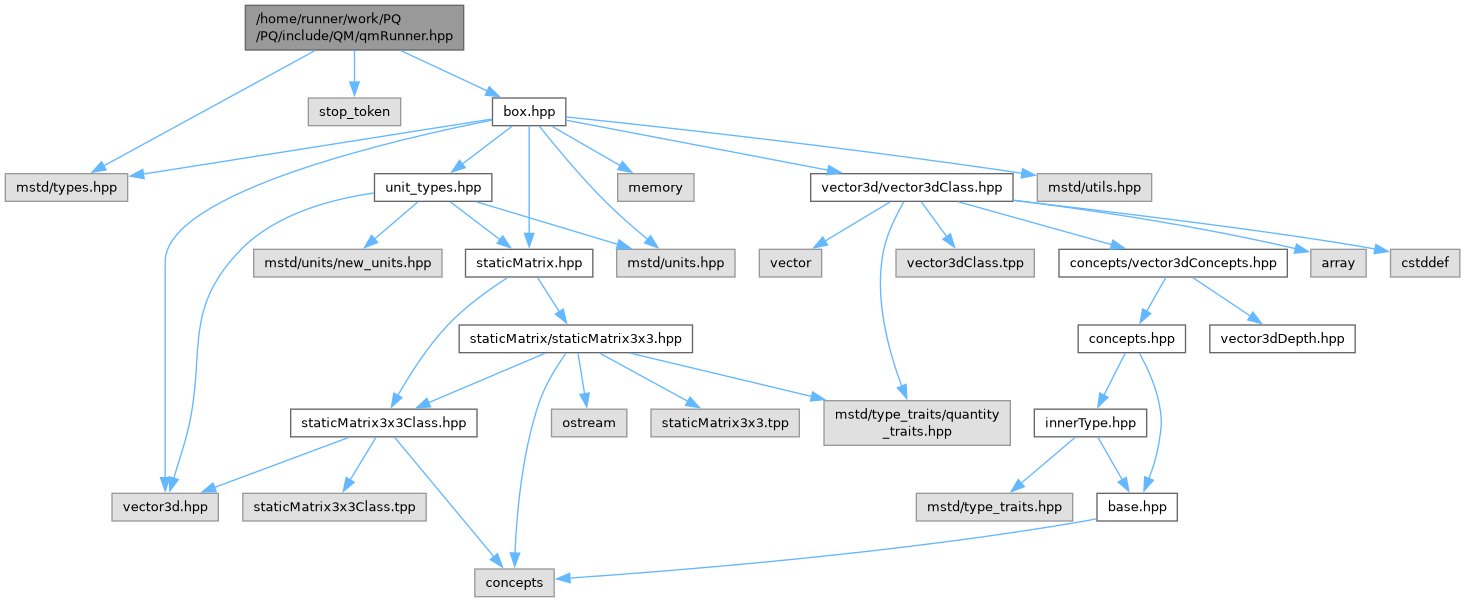 /home/runner/work/PQ
/PQ/include/QM/qmRunner.hpp
stop_token
box.hpp
mstd/types.hpp
unit_types.hpp
memory
vector3d/vector3dClass.hpp
mstd/utils.hpp
mstd/units/new_units.hpp
staticMatrix.hpp
mstd/units.hpp
vector
vector3dClass.tpp
concepts/vector3dConcepts.hpp
array
cstddef
staticMatrix/staticMatrix3x3.hpp
concepts.hpp
vector3dDepth.hpp
staticMatrix3x3Class.hpp
ostream
staticMatrix3x3.tpp
mstd/type_traits/quantity
_traits.hpp
innerType.hpp
vector3d.hpp
staticMatrix3x3Class.tpp
mstd/type_traits.hpp
base.hpp
concepts